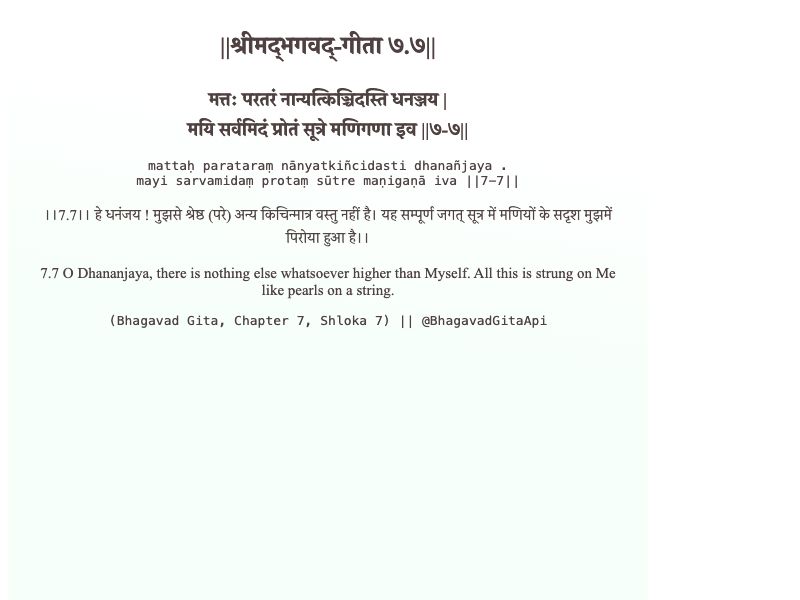 ||श्रीमद्‍भगवद्‍-गीता ७.७||
मत्तः परतरं नान्यत्किञ्चिदस्ति धनञ्जय |
मयि सर्वमिदं प्रोतं सूत्रे मणिगणा इव ||७-७||
mattaḥ parataraṃ nānyatkiñcidasti dhanañjaya .
mayi sarvamidaṃ protaṃ sūtre maṇigaṇā iva ||7-7||
।।7.7।। हे धनंजय ! मुझसे श्रेष्ठ (परे) अन्य किचिन्मात्र वस्तु नहीं है। यह सम्पूर्ण जगत् सूत्र में मणियों के सदृश मुझमें
पिरोया हुआ है।।
7.7 O Dhananjaya, there is nothing else whatsoever higher than Myself. All this is strung on Me
like pearls on a string.
(Bhagavad Gita, Chapter 7, Shloka 7) || @BhagavadGitaApi